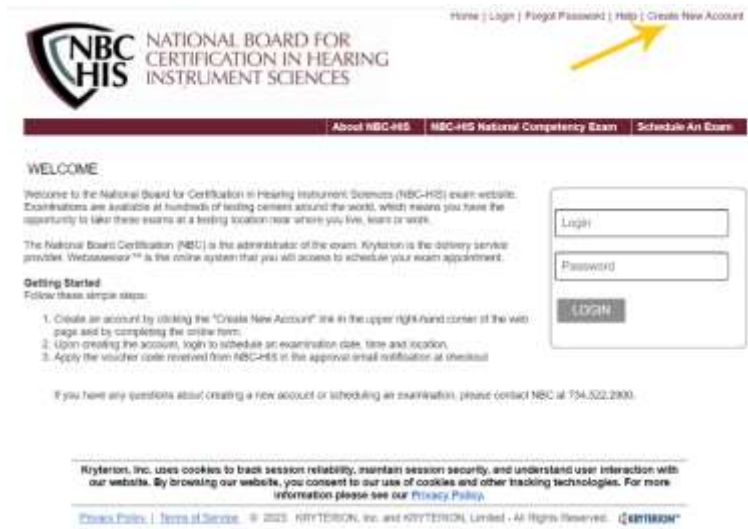 Home | Login | Forgot Password | Help | Create New Account
NBC HIS
NATIONAL BOARD FOR
CERTIFICATION IN HEARING
INSTRUMENT SCIENCES
About NBC-HIS NBC-HIS National Competency Exam Schedule An Exam
WELCOME
Welcome to the National Board for Certification in Hearing Instrument Sciences (NBC-HIS) exam website.
Examinations are available at hundreds of testing centers around the world, which means you have the
opportunity to take these exams at a testing location near where you live, learn or work.
Login
The National Board Certification (NBC) is the administrator of the exam. Kryterion is the delivery service
provider. Webassessor™ is the online system that you will access to schedule your exam appointment.
Password
Getting Started
Follow these simple steps:
LOGIN
1. Create an account by clicking the "Create New Account" link in the upper right-hand corner of the web
page and by completing the online form.
2. Upon creating the account, login to schedule an examination date, time and location.
3. Apply the voucher code received from NBC-HIS in the approval email notification at checkout
If you have any questions about creating a new account or scheduling an examination, please contact NBC at 734.522.2900.
Kryterion, Inc. uses cookies to track session reliability, maintain session security, and understand user interaction with
our website. By browsing our website, you consent to our use of cookies and other tracking technologies. For more
information please see our Privacy Policy.
Privacy Policy | Terms of Service © 2023 KRYTERION, Inc. and KRYTERION, Limited - All Rights Reserved. KRYTERION™